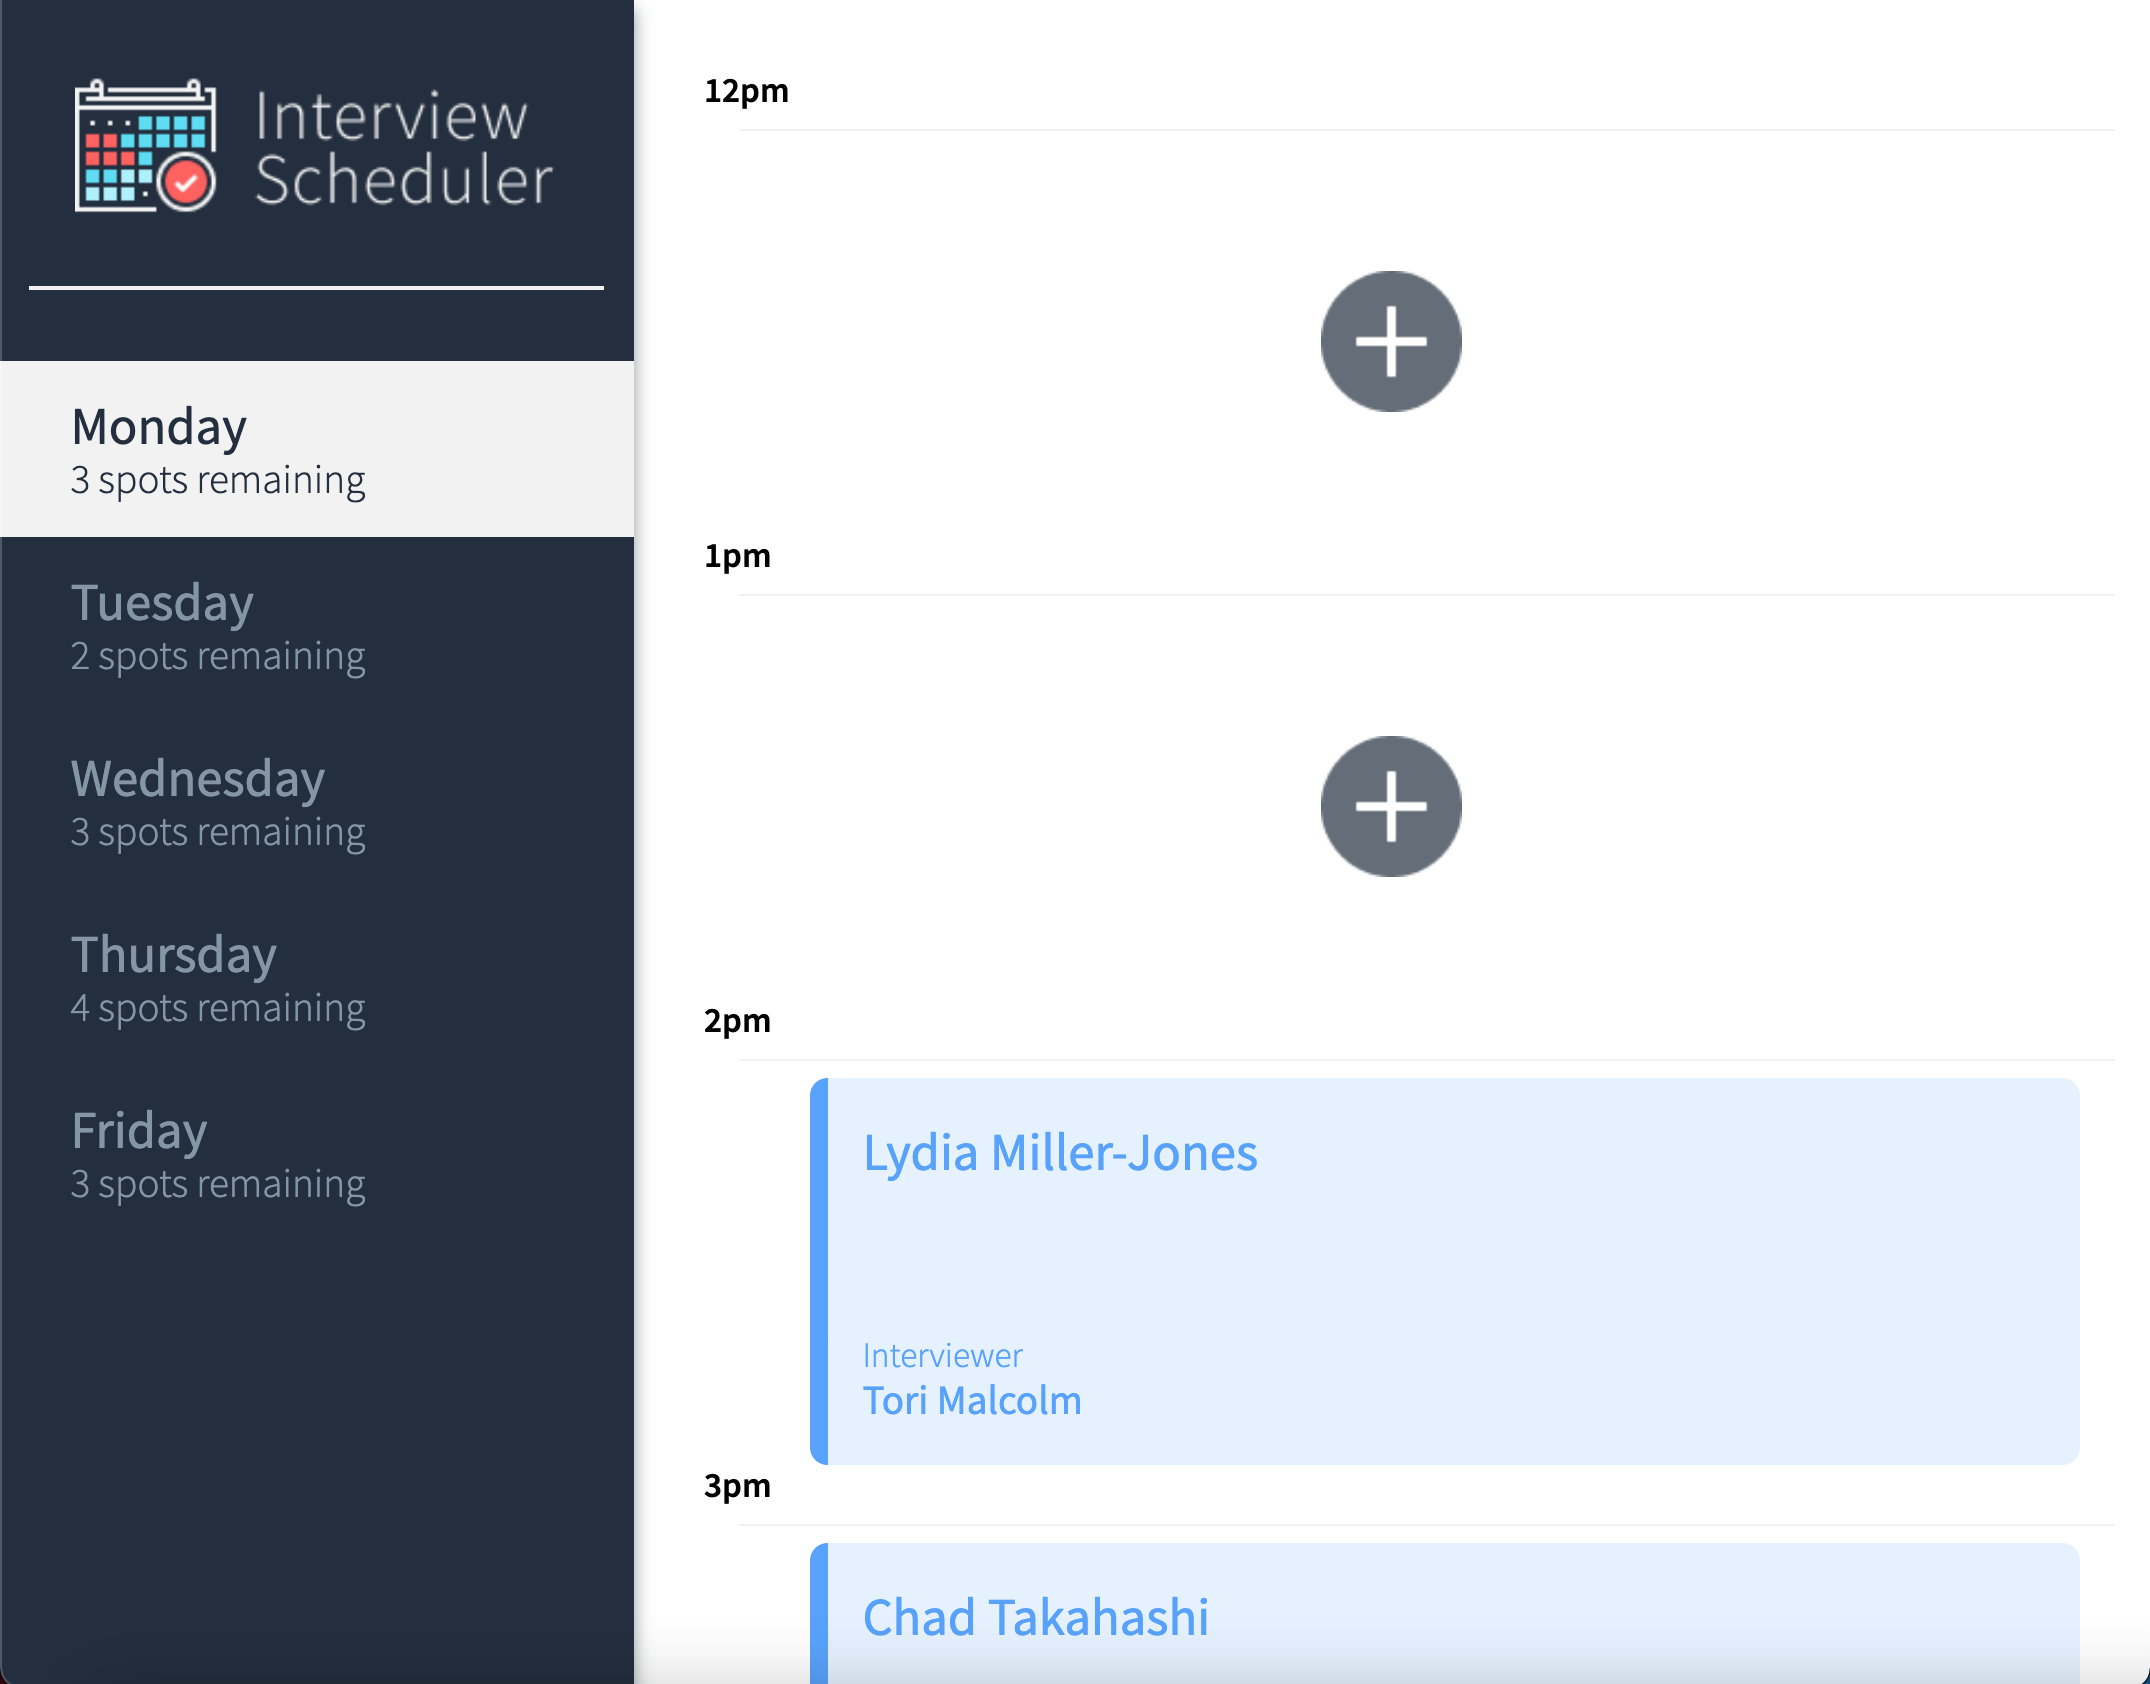 Interview
Scheduler
Monday
3 spots remaining
Tuesday
2 spots remaining
Wednesday
3 spots remaining
Thursday
4 spots remaining
Friday
3 spots remaining
12pm
1pm
2pm
Lydia Miller-Jones
Interviewer
Tori Malcolm
3pm
Chad Takahashi